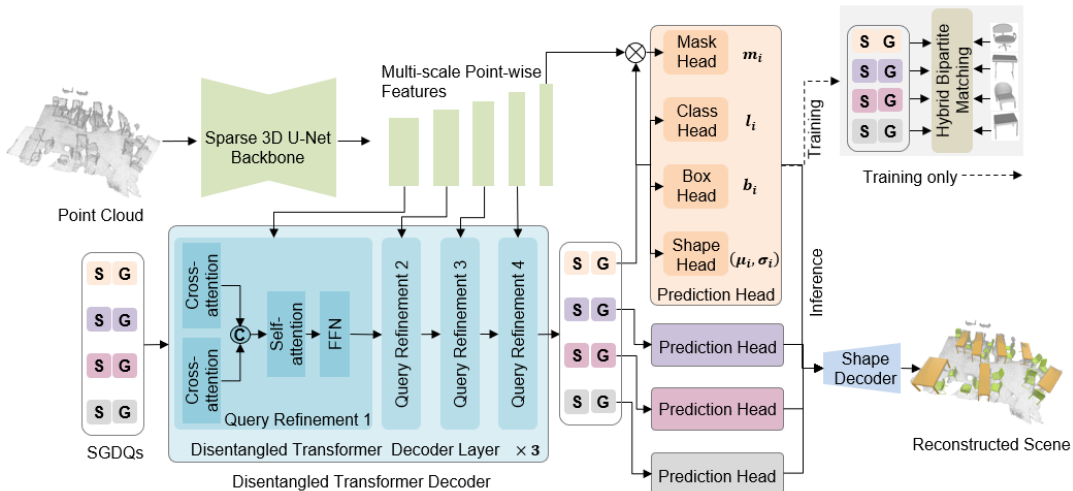 Point Cloud
Sparse 3D U-Net
Backbone
Multi-scale Point-wise
Features
Mask
Head
m_i
Class
Head
l_i
Box
Head
b_i
Shape
Head
(μ_i, σ_i)
Prediction Head
Training
Inference
S G
S G
S G
S G
Hybrid Bipartite
Matching
Training only
S G
S G
S G
S G
SGDQs
Cross-
attention
Cross-
attention
C
Self-
attention
FFN
Query Refinement 1
Query Refinement 2
Query Refinement 3
Query Refinement 4
Disentangled Transformer Decoder Layer × 3
Disentangled Transformer Decoder
S G
S G
S G
S G
Prediction Head
Prediction Head
Prediction Head
Shape
Decoder
Reconstructed Scene